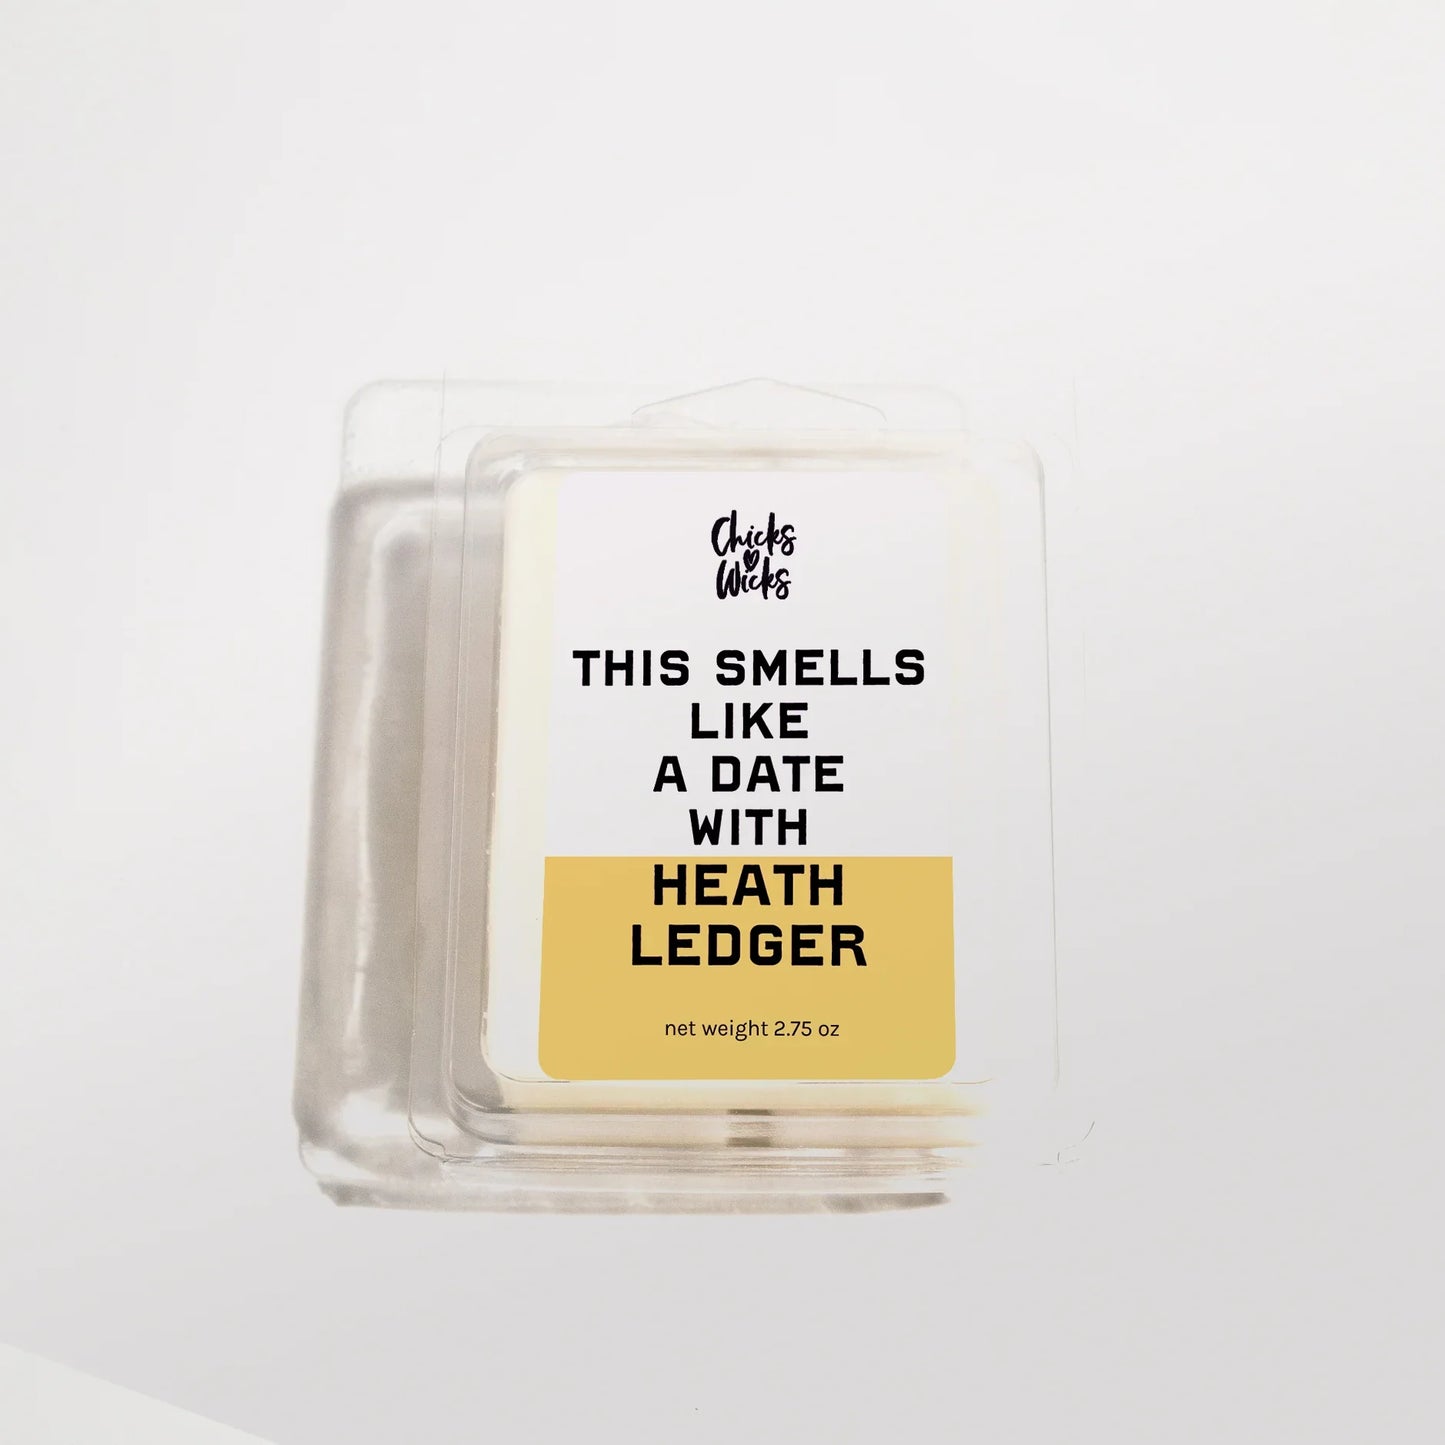 Chicks
Wicks
THIS SMELLS
LIKE
A DATE
WITH
HEATH
LEDGER
net weight 2.75 oz